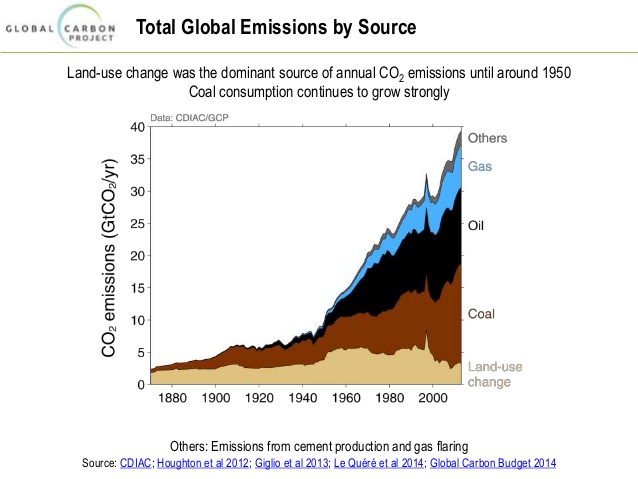 GLOBAL CARBON
PROJECT
Total Global Emissions by Source
Land-use change was the dominant source of annual CO₂ emissions until around 1950
Coal consumption continues to grow strongly
Data: CDIAC/GCP
CO₂ emissions (GtCO₂/yr)
40
35
30
25
20
15
10
5
0
Others
Gas
Oil
Coal
Land-use
change
1880 1900 1920 1940 1960 1980 2000
Others: Emissions from cement production and gas flaring
Source: CDIAC; Houghton et al 2012; Giglio et al 2013; Le Quéré et al 2014; Global Carbon Budget 2014